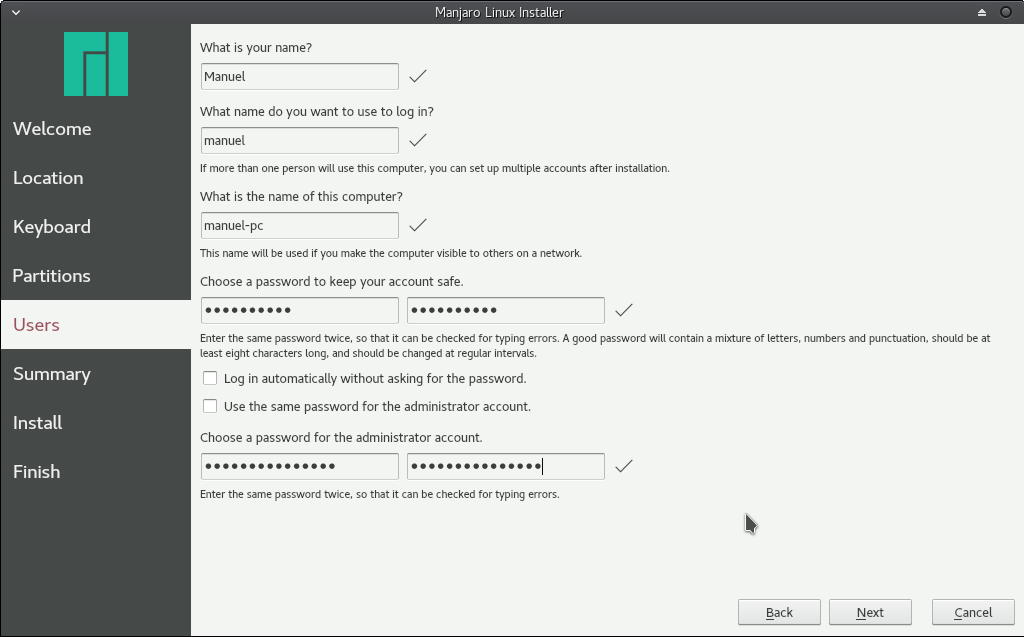 Manjaro Linux Installer
Welcome
Location
Keyboard
Partitions
Users
Summary
Install
Finish
What is your name?
Manuel
What name do you want to use to log in?
manuel
If more than one person will use this computer, you can set up multiple accounts after installation.
What is the name of this computer?
manuel-pc
This name will be used if you make the computer visible to others on a network.
Choose a password to keep your account safe.
●●●●●●●●●● ●●●●●●●●●●
Enter the same password twice, so that it can be checked for typing errors. A good password will contain a mixture of letters, numbers and punctuation, should be at
least eight characters long, and should be changed at regular intervals.
Log in automatically without asking for the password.
Use the same password for the administrator account.
Choose a password for the administrator account.
●●●●●●●●●●●●●●● ●●●●●●●●●●●●●●●
Enter the same password twice, so that it can be checked for typing errors.
Back Next Cancel